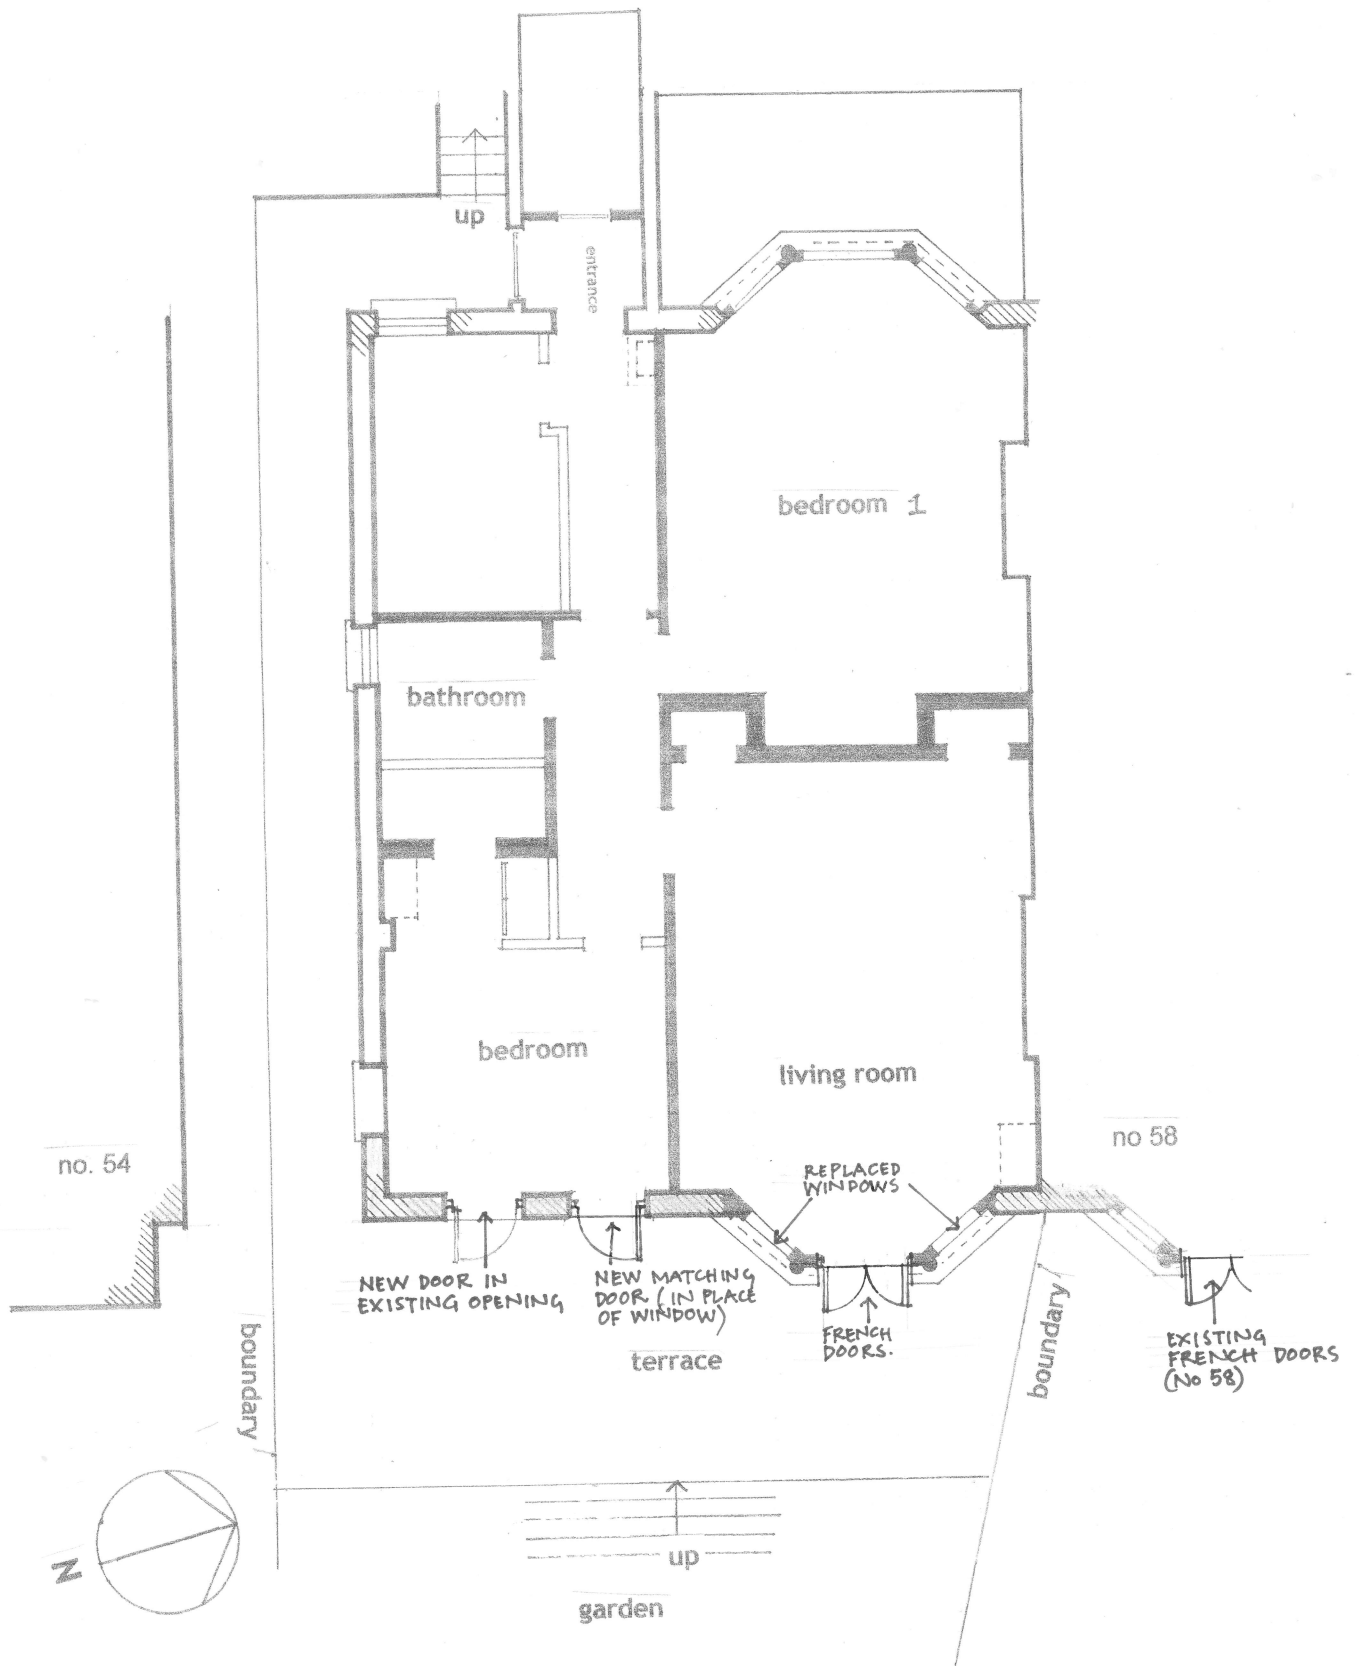 up
entrance
bedroom 1
bathroom
bedroom
living room
no 58
no. 54
REPLACED
WINDOWS
NEW DOOR IN
EXISTING OPENING
NEW MATCHING
DOOR (IN PLACE
OF WINDOW)
FRENCH
DOORS.
EXISTING
FRENCH DOORS
(NO 58)
terrace
boundary
boundary
N
up
garden